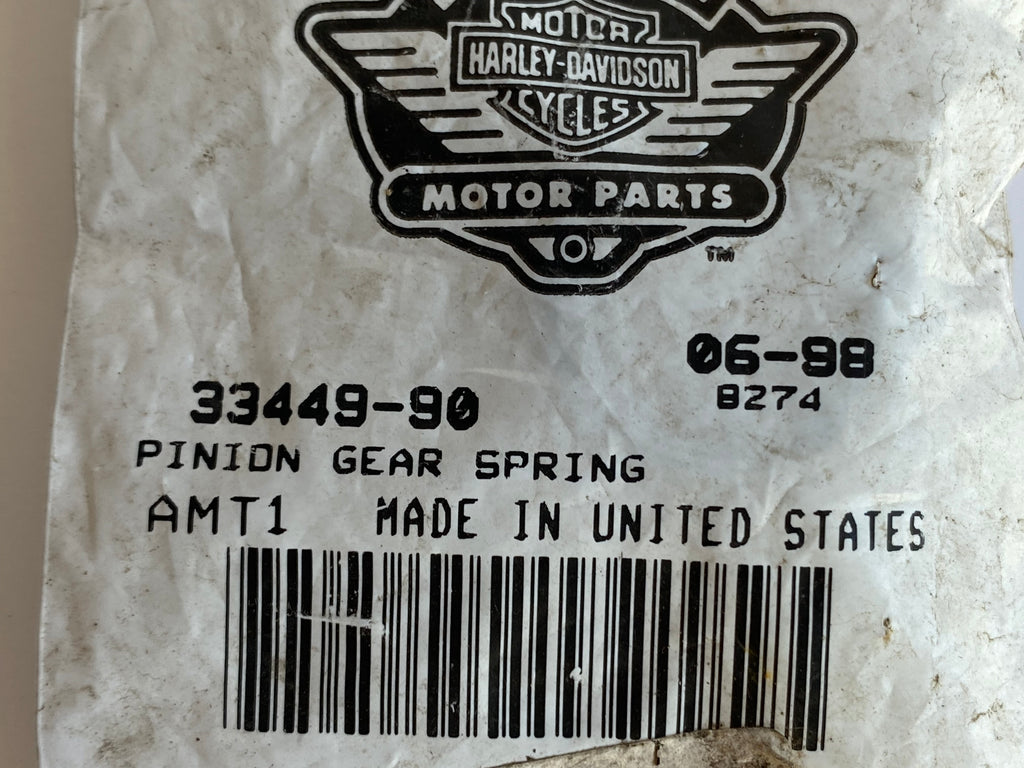 MOTOR
HARLEY-DAVIDSON
CYCLES
MOTOR PARTS
TM
06-98
8274
33449-90
PINION GEAR SPRING
AMT1 MADE IN UNITED STATES